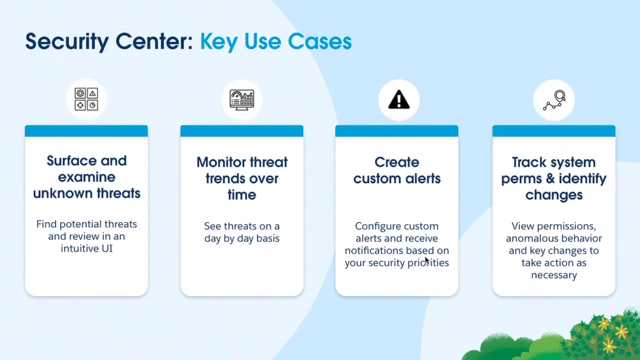 Security Center: Key Use Cases
Surface and
examine
unknown threats
Find potential threats
and review in an
intuitive UI
Monitor threat
trends over
time
See threats on a
day by day basis
Create
custom alerts
Configure custom
alerts and receive
notifications based on
your security priorities
Track system
perms & identify
changes
View permissions,
anomalous behavior
and key changes to
take action as
necessary